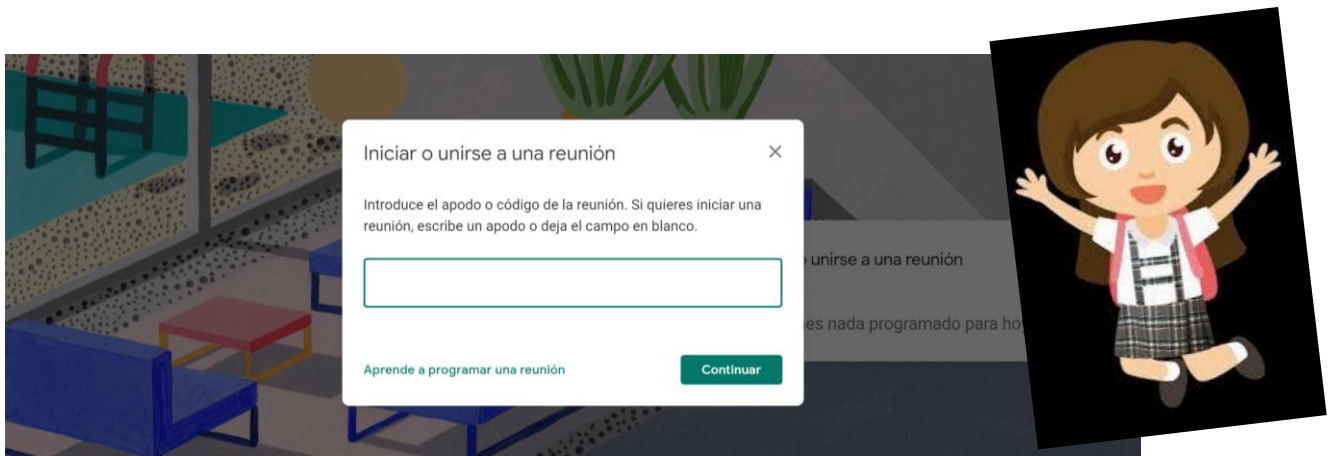 Iniciar o unirse a una reunión
Introduce el apodo o código de la reunión. Si quieres iniciar una
reunión, escribe un apodo o deja el campo en blanco.
unirse a una reunión
es nada programado para hoy
Aprende a programar una reunión
Continuar